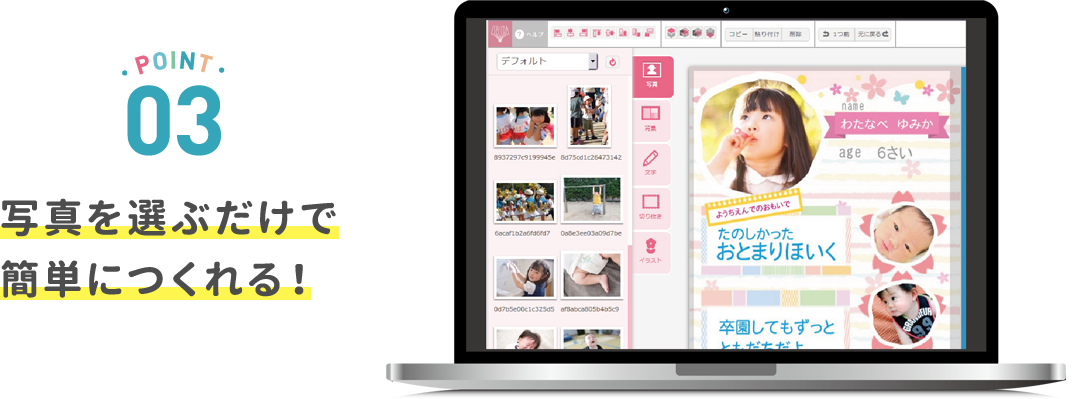 POINT
03
写真を選ぶだけで
簡単につくれる！
? ヘルプ
コピー 貼り付け 削除
1つ前 元に戻る
デフォルト
写真
背景
文字
切り抜き
イラスト
8937297c9199945e 8d75cd1c26473142
6acaf1b2a6fd6fd7 0a8e3ee03a09d7be
0d7b5e00c1c325d5 af8abca805b4b5c9
name
わたなべ ゆみか
age 6さい
ようちえんでのおもいで
たのしかった
おとまりほいく
卒園してもずっと
ともだちだよ